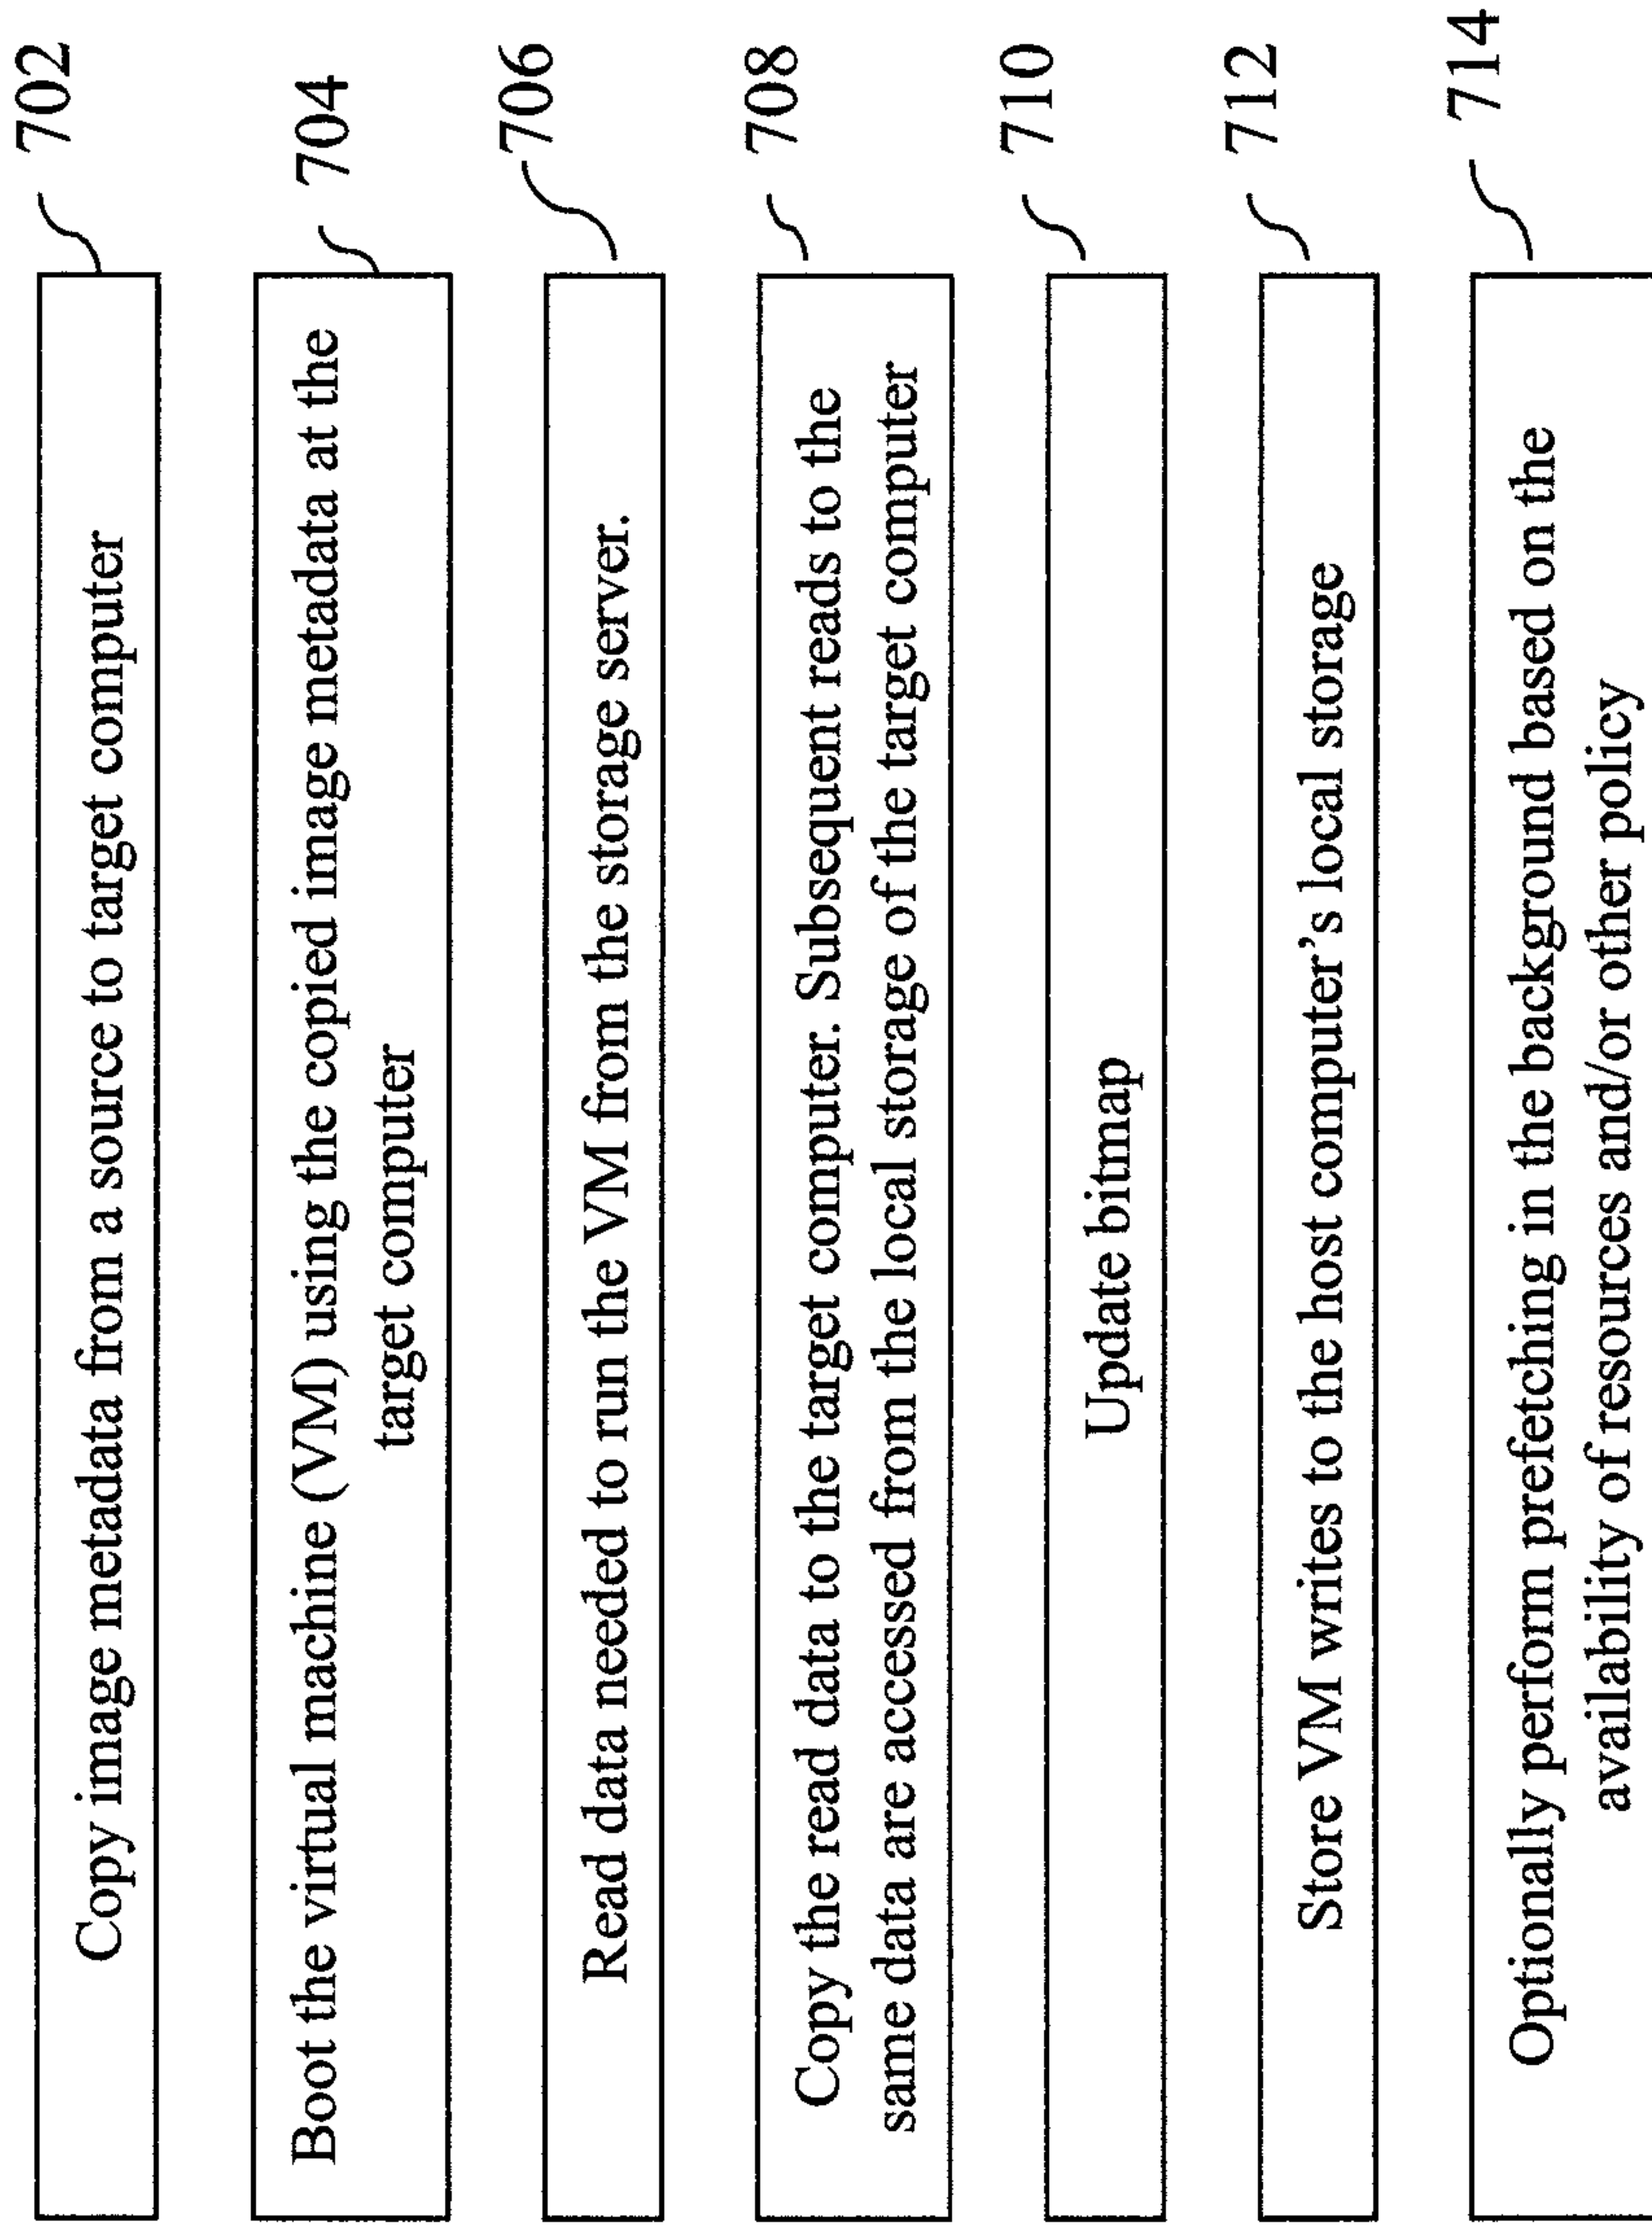 Copy image metadata from a source to target computer
702
Boot the virtual machine (VM) using the copied image metadata at the
target computer
704
Read data needed to run the VM from the storage server.
706
Copy the read data to the target computer. Subsequent reads to the
same data are accessed from the local storage of the target computer
708
Update bitmap
710
Store VM writes to the host computer's local storage
712
Optionally perform prefetching in the background based on the
availability of resources and/or other policy
714